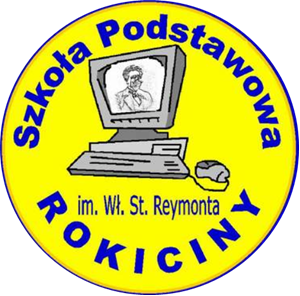 Szkoła Podstawowa
im. Wł. St. Reymonta
ROKICINY